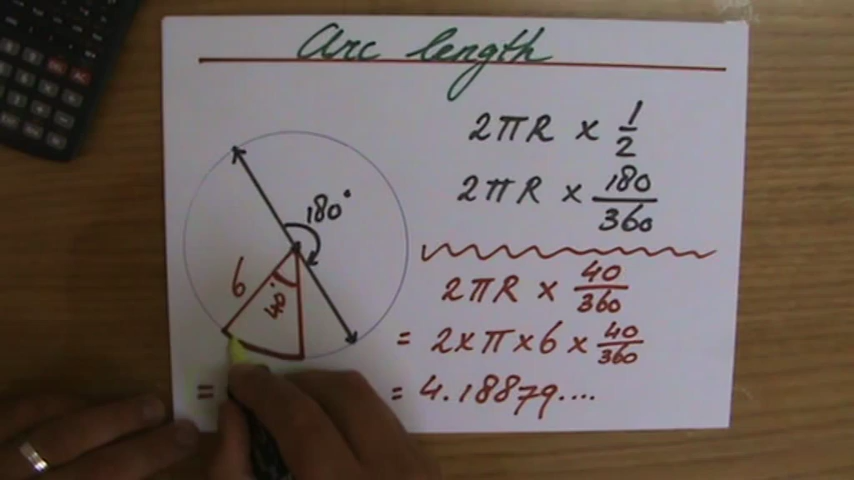 Arc length
2πR × 1/2
2πR × 180/360
180°
6
40°
2πR × 40/360
= 2×π×6 × 40/360
=
= 4.18879....